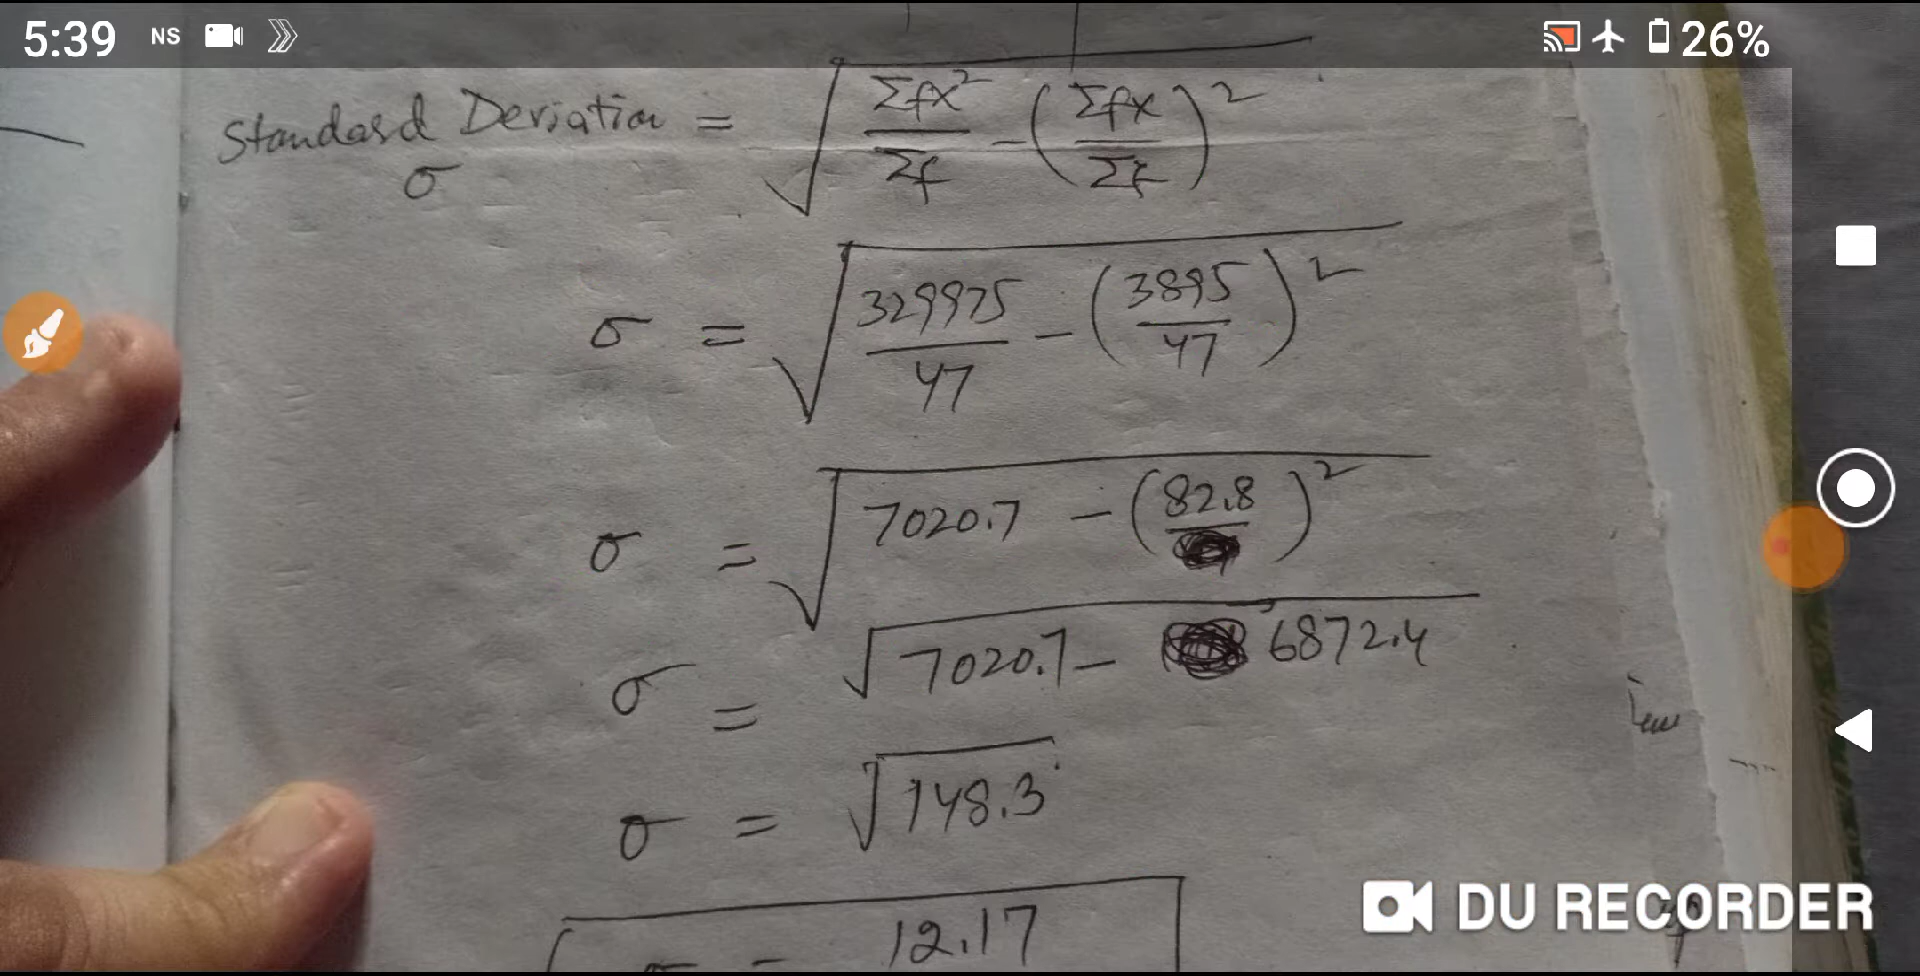 5:39 NS 26%
Standard Deviation = √ Σfx² / Σf - (Σfx / Σf)²
σ
σ = √ 329975 / 47 - (3895 / 47)²
σ = √ 7020.7 - (82.8)²
σ = √ 7020.7 - 6872.4
σ = √148.3
σ = 12.17
DU RECORDER